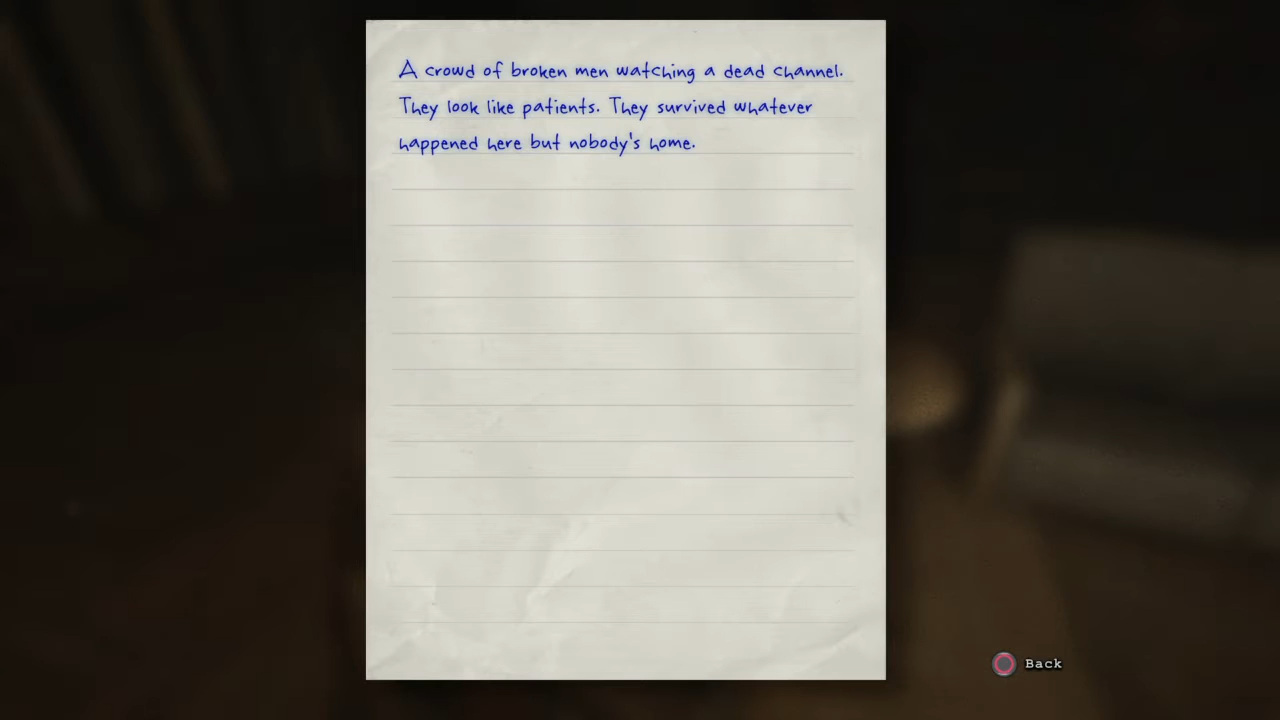 A crowd of broken men watching a dead channel.
They look like patients. They survived whatever
happened here but nobody's home.
Back